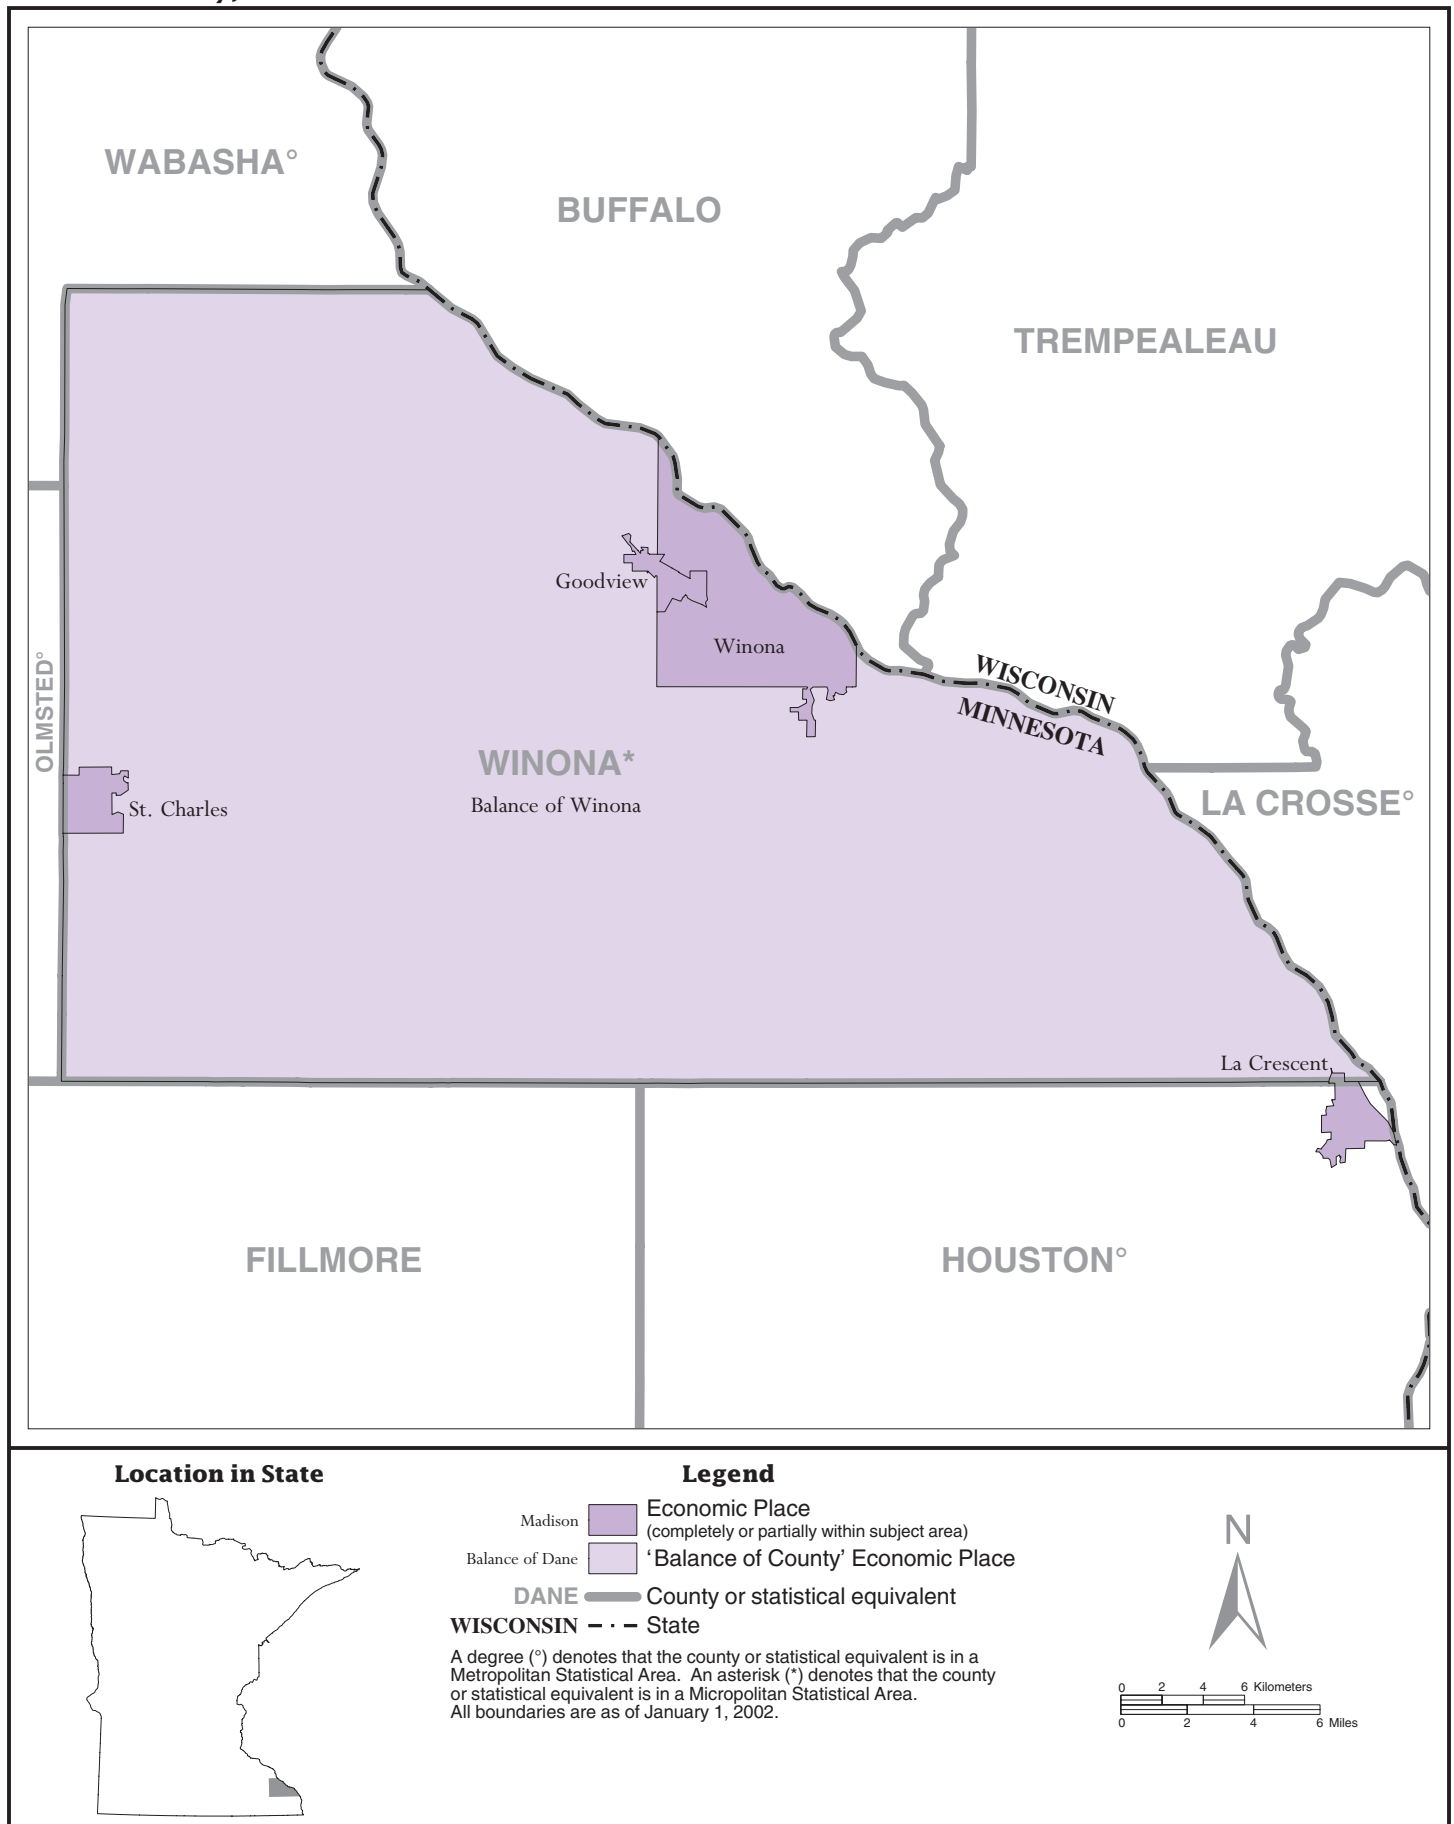 WABASHA°
BUFFALO
TREMPEALEAU
Goodview
Winona
WISCONSIN
MINNESOTA
OLMSTED°
WINONA*
Balance of Winona
St. Charles
LA CROSSE°
La Crescent
FILLMORE
HOUSTON°
Location in State
Legend
Madison
Economic Place
(completely or partially within subject area)
Balance of Dane
‘Balance of County’ Economic Place
DANE
County or statistical equivalent
WISCONSIN
State
A degree (°) denotes that the county or statistical equivalent is in a
Metropolitan Statistical Area. An asterisk (*) denotes that the county
or statistical equivalent is in a Micropolitan Statistical Area.
All boundaries are as of January 1, 2002.
N
0 2 4 6 Kilometers
0 2 4 6 Miles